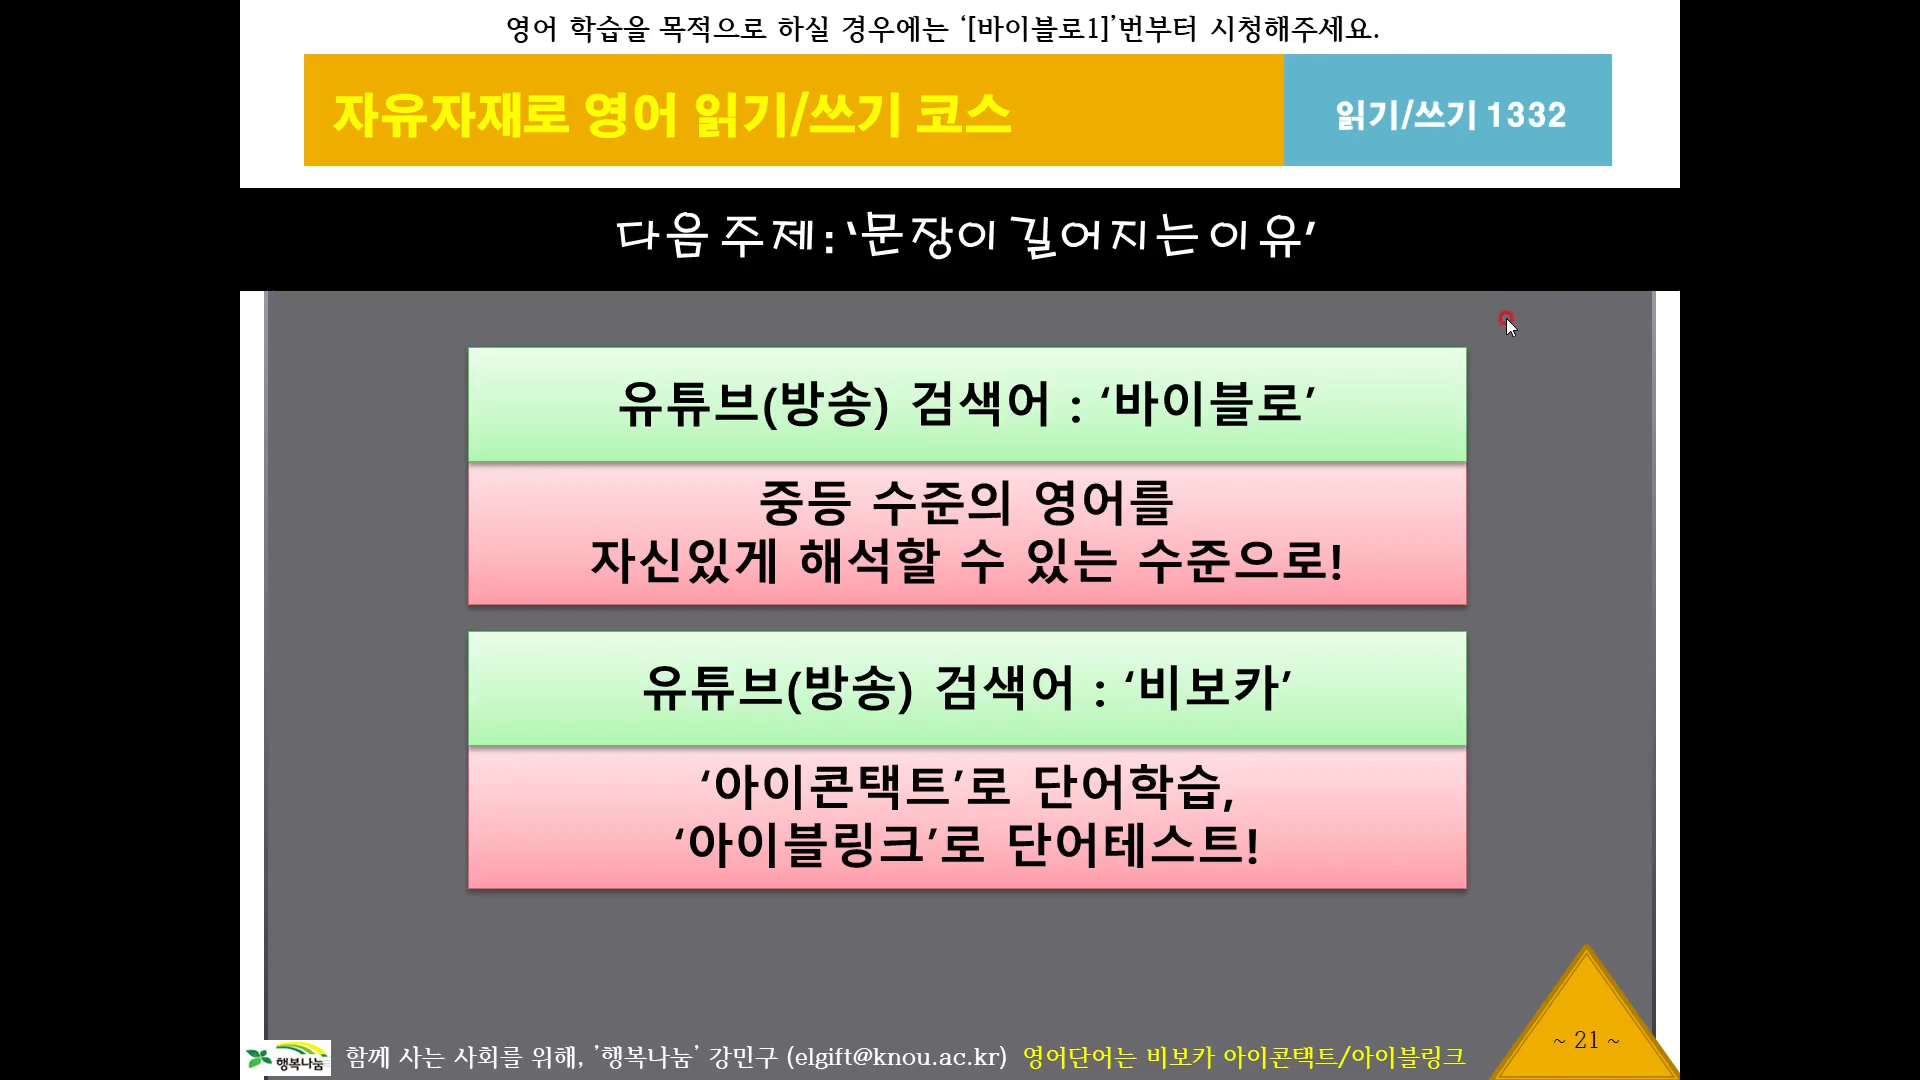 영어 학습을 목적으로 하실 경우에는 ‘[바이블로1]’번부터 시청해주세요.
자유자재로 영어 읽기/쓰기 코스
읽기/쓰기 1332
다음 주제 : ‘문장이 길어지는 이유’
유튜브(방송) 검색어 : ‘바이블로’
중등 수준의 영어를
자신있게 해석할 수 있는 수준으로!
유튜브(방송) 검색어 : ‘비보카’
‘아이콘택트’로 단어학습,
‘아이블링크’로 단어테스트!
~ 21 ~
행복나눔
함께 사는 사회를 위해, ’행복나눔’ 강민구 (elgift@knou.ac.kr)
영어단어는 비보카 아이콘택트/아이블링크